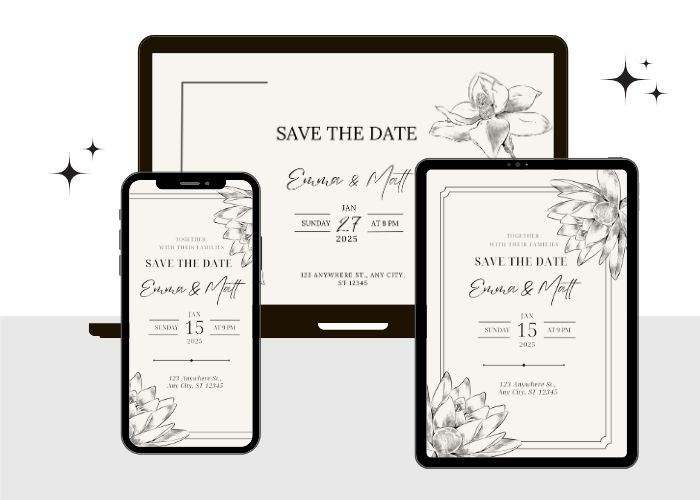 SAVE THE DATE
Emma & Matt
JAN
SUNDAY 27 AT 8 PM
2025
123 ANYWHERE ST., ANY CITY,
ST 12345
TOGETHER
WITH THEIR FAMILIES
SAVE THE DATE
Emma & Matt
JAN
SUNDAY 15 AT 9 PM
2025
123 Anywhere St.,
Any City, ST 12345
TOGETHER
WITH THEIR FAMILIES
SAVE THE DATE
Emma & Matt
JAN
SUNDAY 15 AT 9 PM
2025
123 Anywhere St.,
Any City, ST 12345